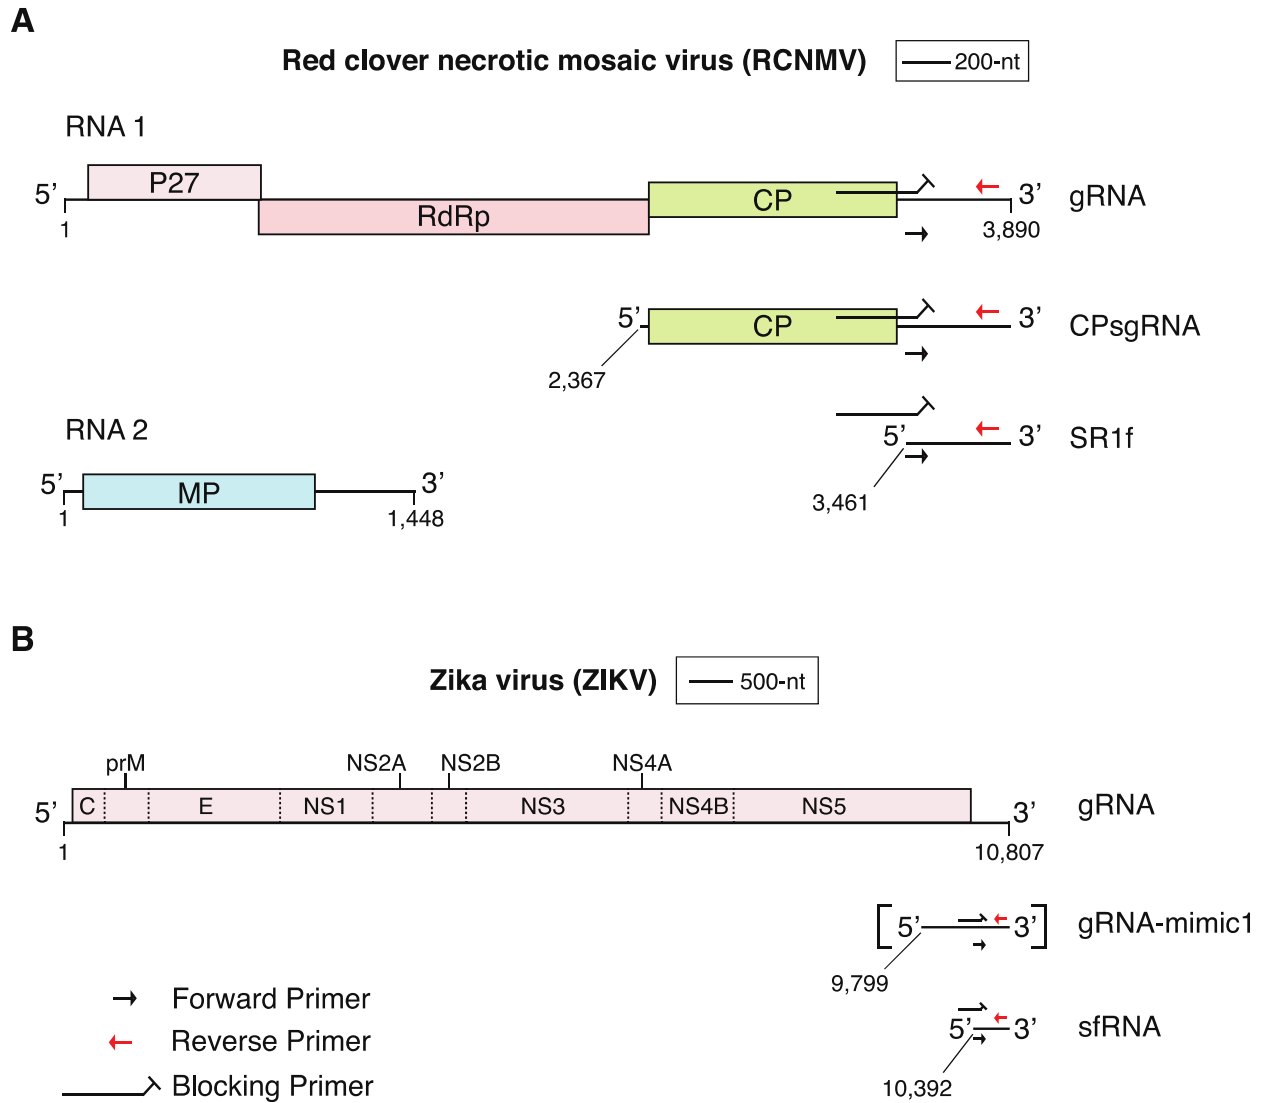 A
Red clover necrotic mosaic virus (RCNMV)
200-nt
RNA 1
5’ P27 RdRp CP 3’ gRNA
1 3,890
5’ CP 3’ CPsgRNA
2,367
RNA 2
5’ 3’ SR1f
3,461
5’ MP 3’
1 1,448
B
Zika virus (ZIKV)
500-nt
prM NS2A NS2B NS4A
5’ C E NS1 NS3 NS4B NS5 3’ gRNA
1 10,807
5’ 3’ gRNA-mimic1
9,799
Forward Primer
5’ 3’ sfRNA
Reverse Primer
10,392
Blocking Primer